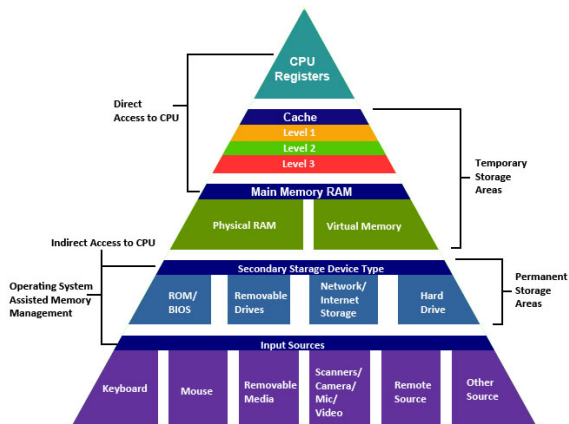 CPU
Registers
Direct
Access to CPU
Cache
Level 1
Level 2
Level 3
Temporary
Storage
Areas
Main Memory RAM
Physical RAM
Virtual Memory
Indirect Access to CPU
Operating System
Assisted Memory
Management
Secondary Starage Device Type
ROM/
BIOS
Removable
Drives
Network/
Internet
Storage
Hard
Drive
Permanent
Storage
Areas
Input Sources
Keyboard
Mouse
Removable
Media
Scanners/
Camera/
Mic/
Video
Remote
Source
Other
Source